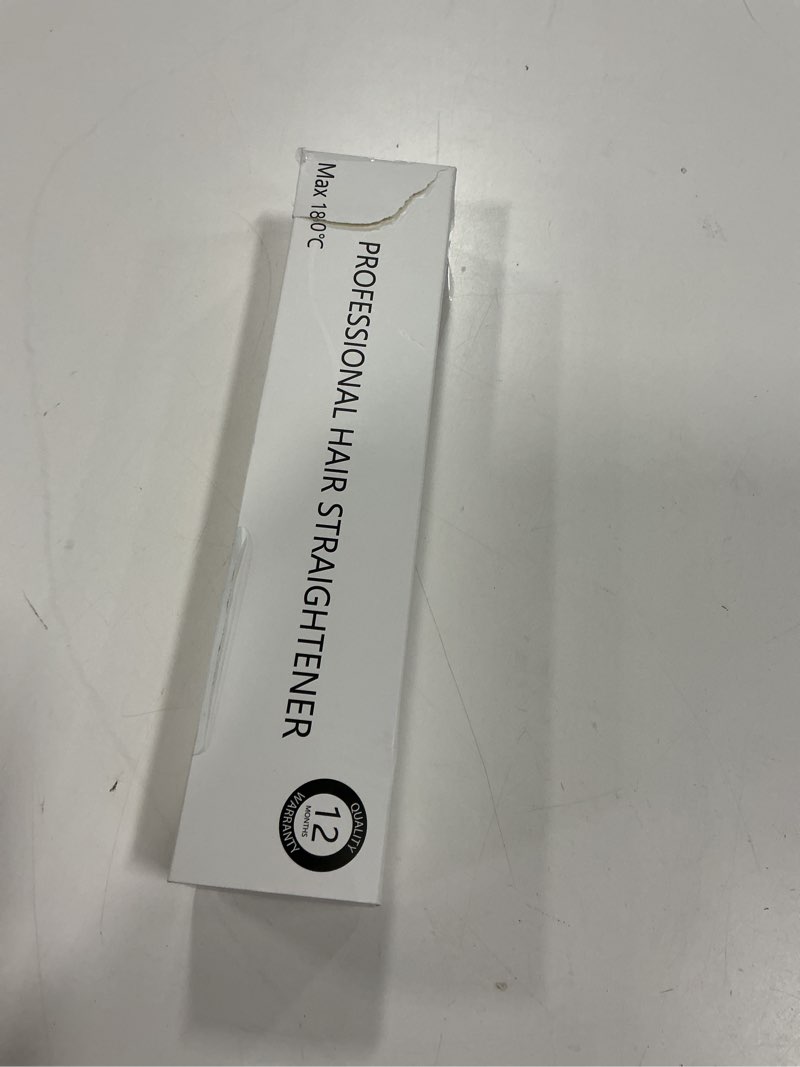 Max 180°C
PROFESSIONAL HAIR STRAIGHTENER
QUALITY
12
MONTHS
WARRANTY